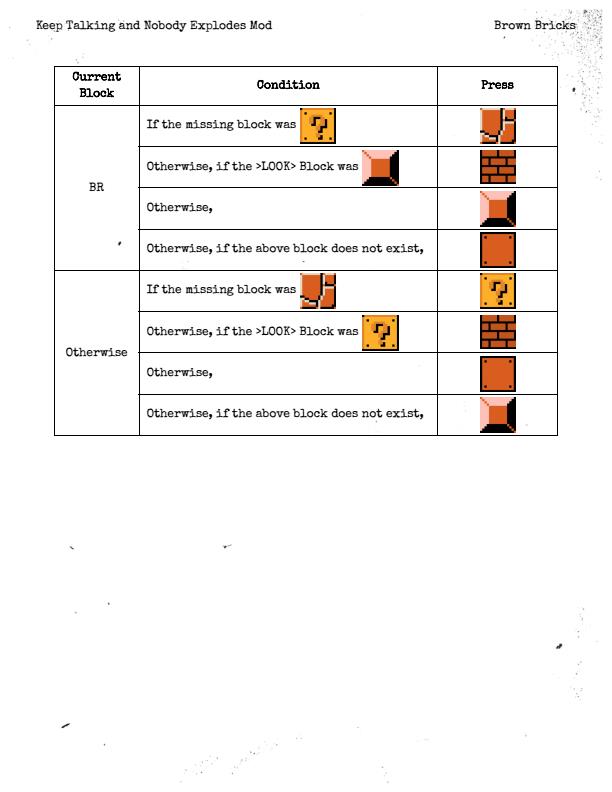 Keep Talking and Nobody Explodes Mod Brown Bricks
Current Block Condition Press
BR
If the missing block was
Otherwise, if the >LOOK> Block was
Otherwise,
Otherwise, if the above block does not exist,
Otherwise
If the missing block was
Otherwise, if the >LOOK> Block was
Otherwise,
Otherwise, if the above block does not exist,